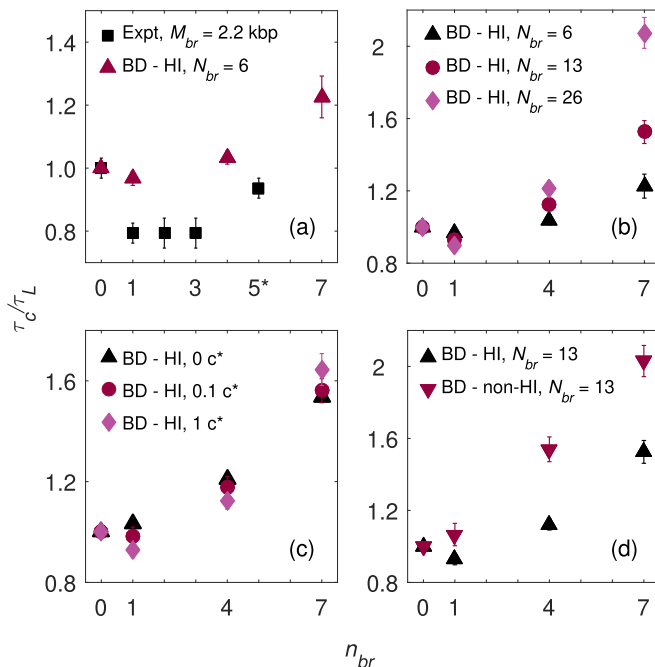 Expt, M_br = 2.2 kbp
BD - HI, N_br = 6
1.4
1.2
1.0
0.8
(a)
0 1 3 5* 7
BD - HI, N_br = 6
BD - HI, N_br = 13
BD - HI, N_br = 26
2
1.6
1.2
0.8
(b)
0 1 4 7
τ_c/τ_L
BD - HI, 0 c*
BD - HI, 0.1 c*
BD - HI, 1 c*
1.6
1.2
0.8
(c)
0 1 4 7
BD - HI, N_br = 13
BD - non-HI, N_br = 13
2
1.6
1.2
0.8
(d)
0 1 4 7
n_br